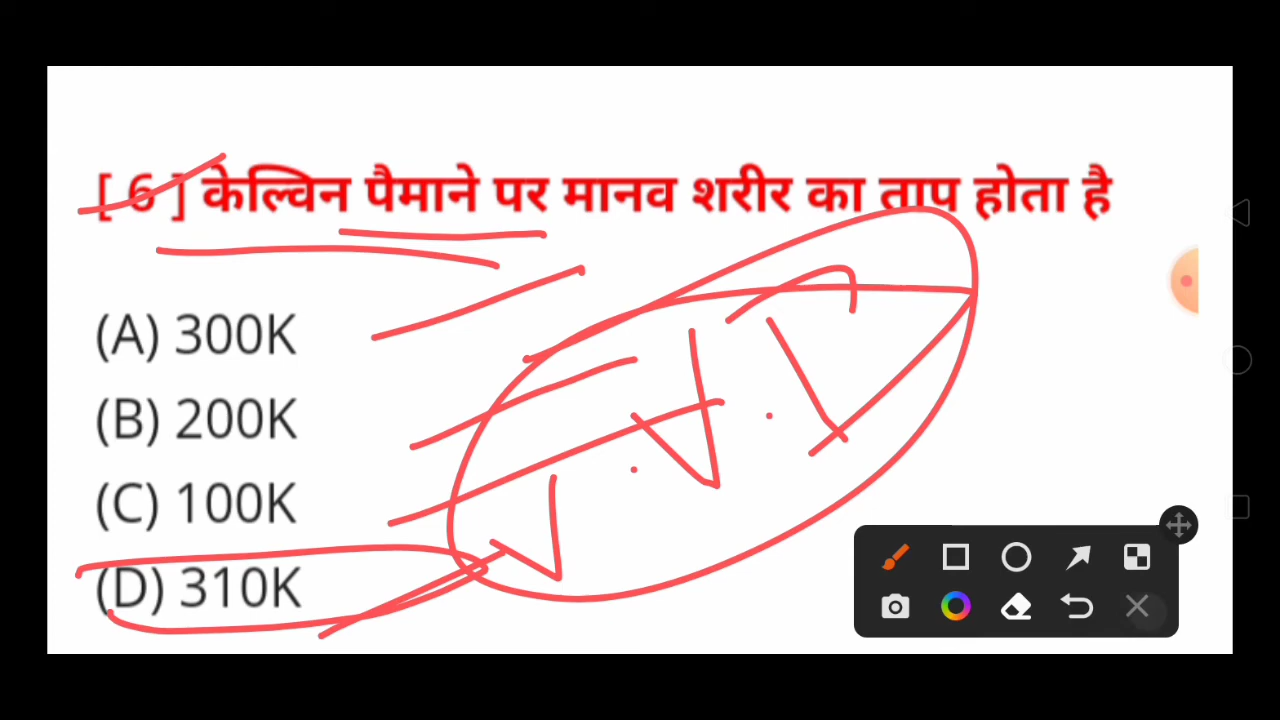 [ 6 ] केल्विन पैमाने पर मानव शरीर का ताप होता है
(A) 300K
(B) 200K
(C) 100K
(D) 310K